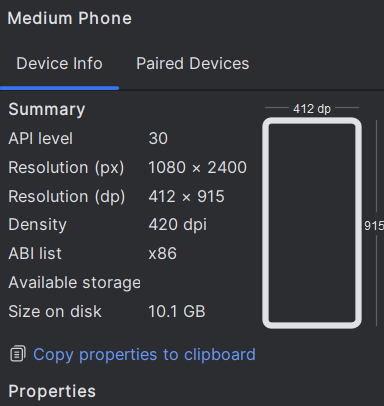 Medium Phone
Device Info Paired Devices
Summary
412 dp
API level 30
Resolution (px) 1080 × 2400
Resolution (dp) 412 × 915
Density 420 dpi
915
ABI list x86
Available storage
Size on disk 10.1 GB
Copy properties to clipboard
Properties